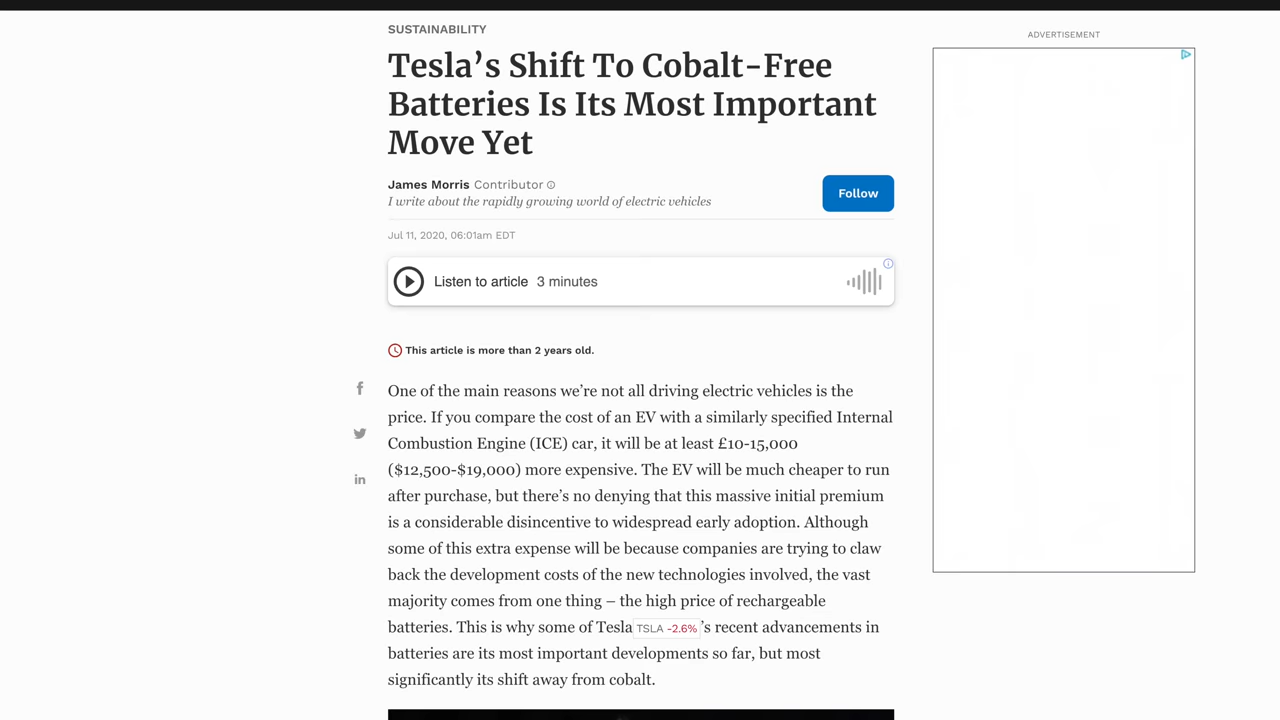 SUSTAINABILITY
Tesla’s Shift To Cobalt-Free
Batteries Is Its Most Important
Move Yet
James Morris Contributor
I write about the rapidly growing world of electric vehicles
Follow
Jul 11, 2020, 06:01am EDT
Listen to article 3 minutes
This article is more than 2 years old.
One of the main reasons we’re not all driving electric vehicles is the
price. If you compare the cost of an EV with a similarly specified Internal
Combustion Engine (ICE) car, it will be at least £10-15,000
($12,500-$19,000) more expensive. The EV will be much cheaper to run
after purchase, but there’s no denying that this massive initial premium
is a considerable disincentive to widespread early adoption. Although
some of this extra expense will be because companies are trying to claw
back the development costs of the new technologies involved, the vast
majority comes from one thing – the high price of rechargeable
batteries. This is why some of Tesla TSLA -2.6% ’s recent advancements in
batteries are its most important developments so far, but most
significantly its shift away from cobalt.
ADVERTISEMENT